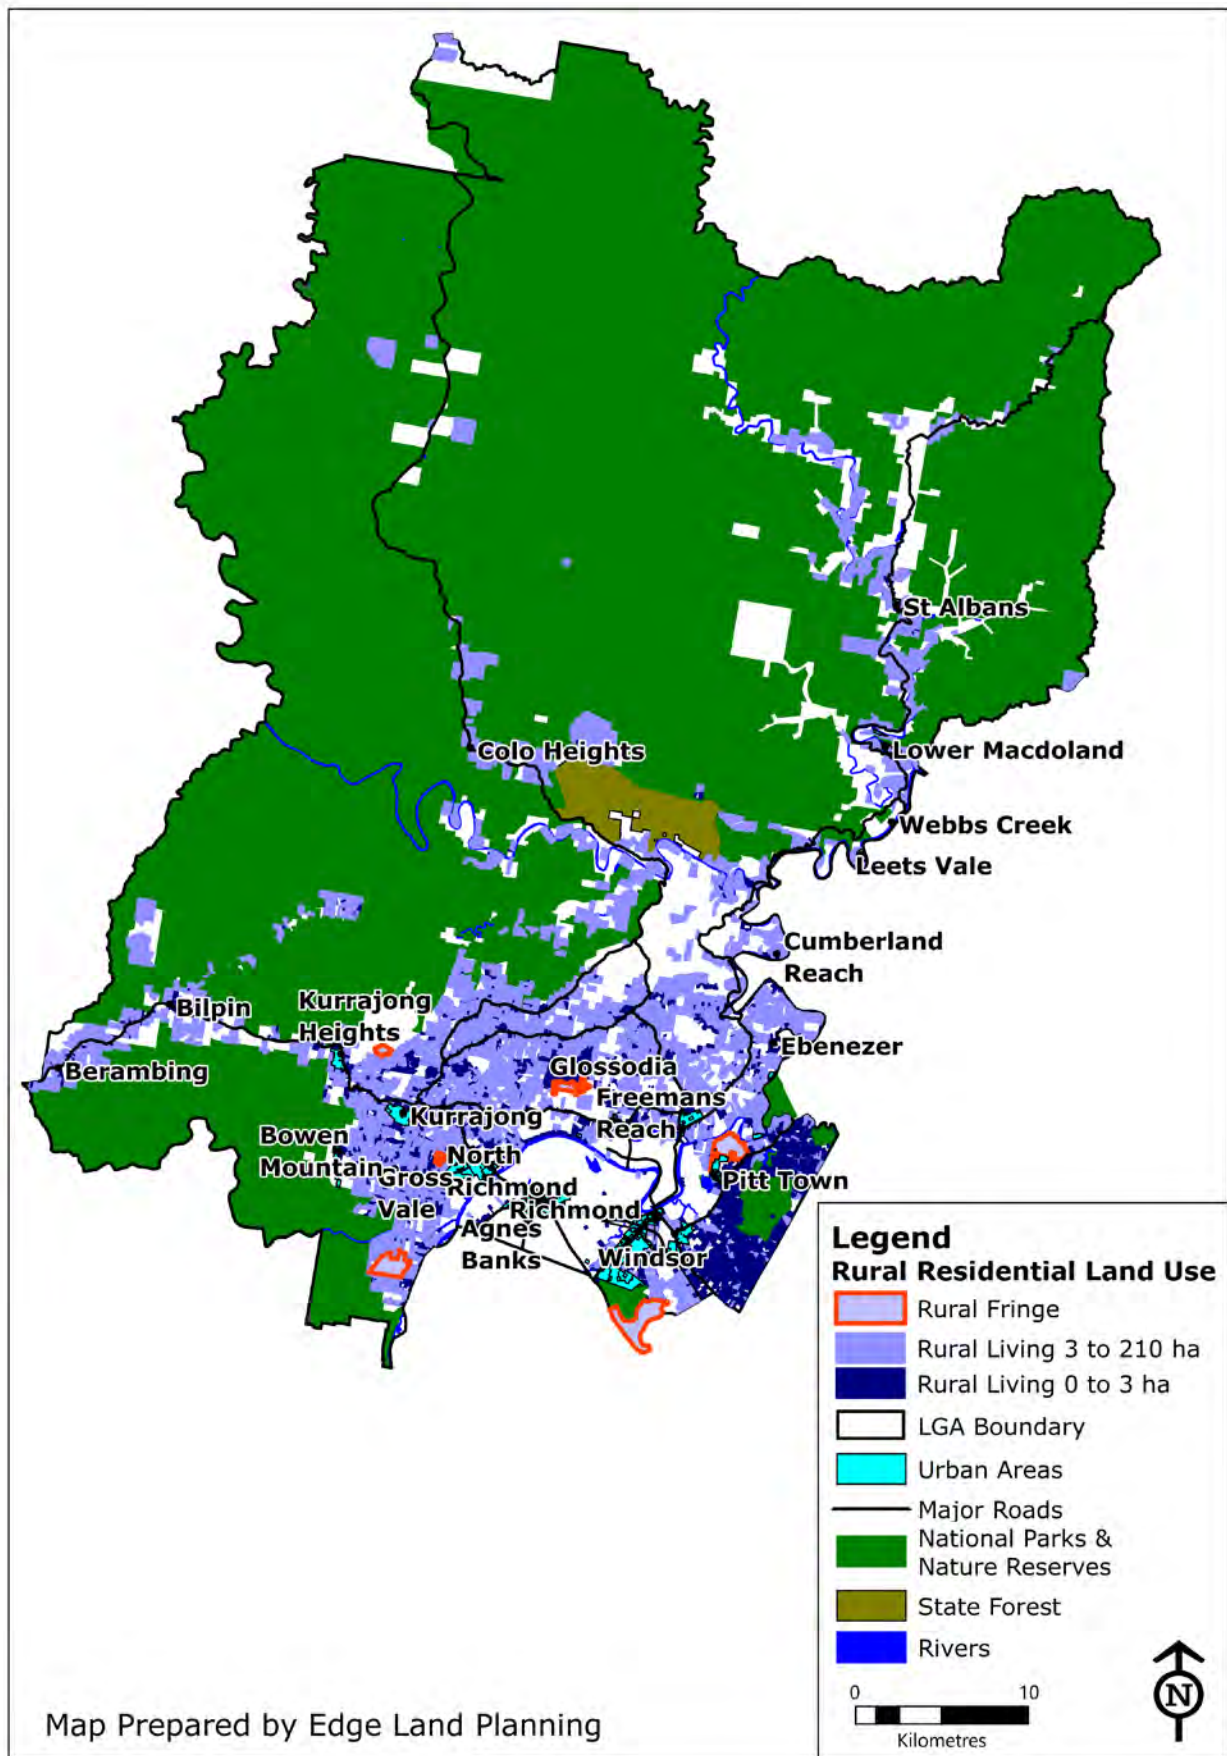 St Albans
Colo Heights
Lower Macdoland
Webbs Creek
Leets Vale
Cumberland
Reach
Bilpin
Kurrajong
Heights
Ebenezer
Berambing
Glossodia
Freemans
Reach
Kurrajong
Bowen
Mountain
North
Richmond
Gross
Vale
Pitt Town
Richmond
Agnes
Banks
Windsor
Legend
Rural Residential Land Use
Rural Fringe
Rural Living 3 to 210 ha
Rural Living 0 to 3 ha
LGA Boundary
Urban Areas
Major Roads
National Parks &
Nature Reserves
State Forest
Rivers
0 10
Kilometres
N
Map Prepared by Edge Land Planning